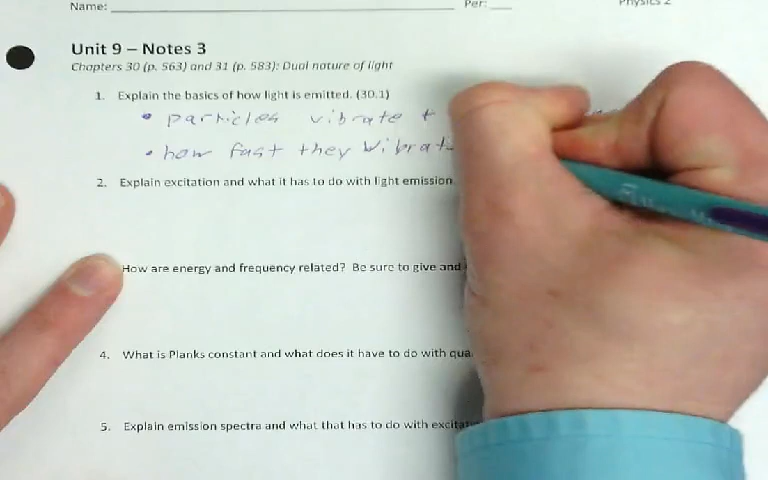 Name: Per: Physics 2
Unit 9 – Notes 3
Chapters 30 (p. 563) and 31 (p. 583): Dual nature of light
1. Explain the basics of how light is emitted. (30.1)
• particles vibrate +
• how fast they vibrat
2. Explain excitation and what it has to do with light emission.
How are energy and frequency related? Be sure to give and
4. What is Planks constant and what does it have to do with qua
5. Explain emission spectra and what that has to do with excita